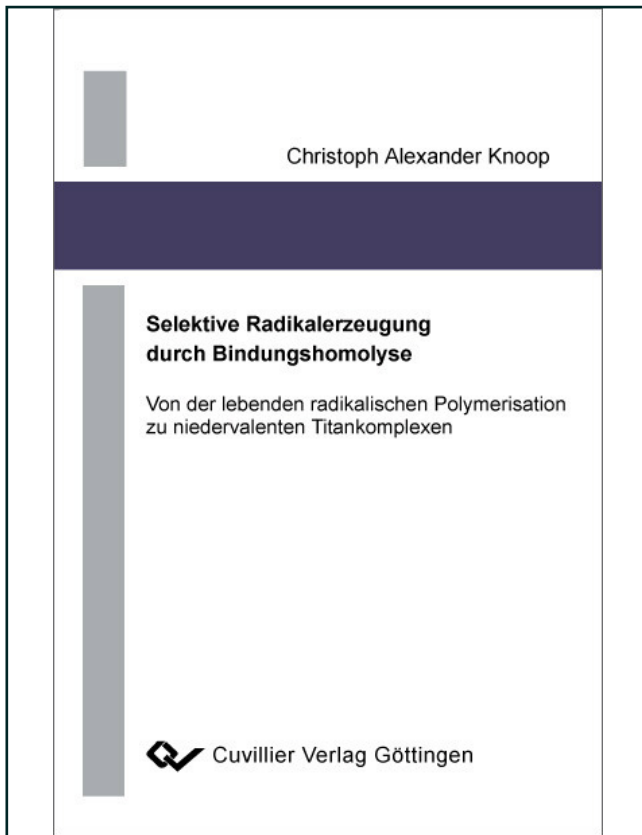 Christoph Alexander Knoop
Selektive Radikalerzeugung
durch Bindungshomolyse
Von der lebenden radikalischen Polymerisation
zu niedervalenten Titankomplexen
Cuvillier Verlag Göttingen